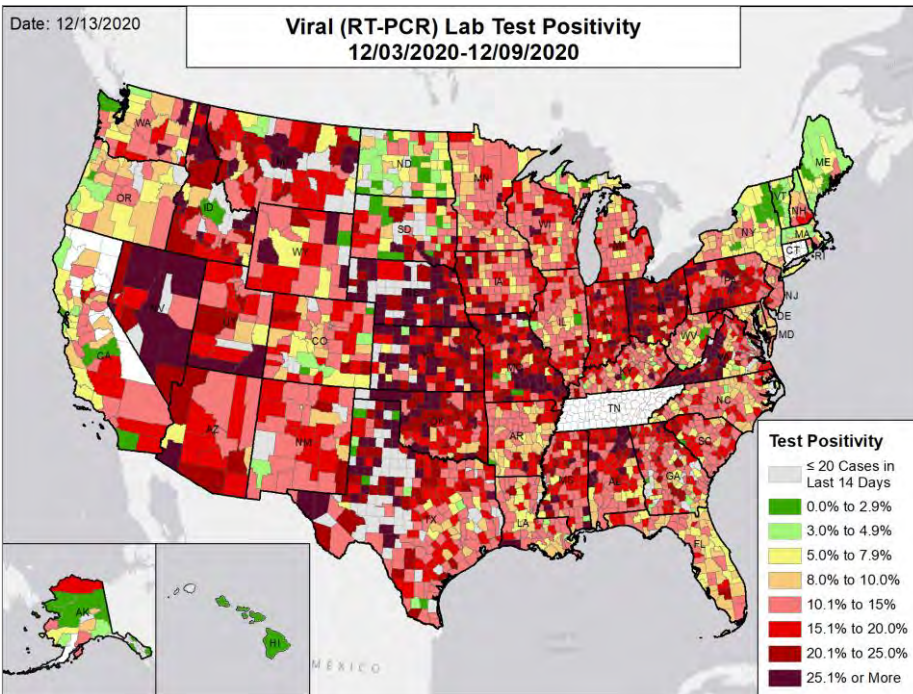 Date: 12/13/2020
Viral (RT-PCR) Lab Test Positivity
12/03/2020-12/09/2020
WA
ND
MN
ME
VT
NH
OR
ID
SD
WI
NY
MA
CT
RI
WY
IA
PA
NJ
DE
MD
CO
IL
WV
CA
AZ
NM
AR
TN
NC
SC
MS
AL
GA
TX
LA
FL
AK
HI
MÉXICO
Test Positivity
≤ 20 Cases in
Last 14 Days
0.0% to 2.9%
3.0% to 4.9%
5.0% to 7.9%
8.0% to 10.0%
10.1% to 15%
15.1% to 20.0%
20.1% to 25.0%
25.1% or More